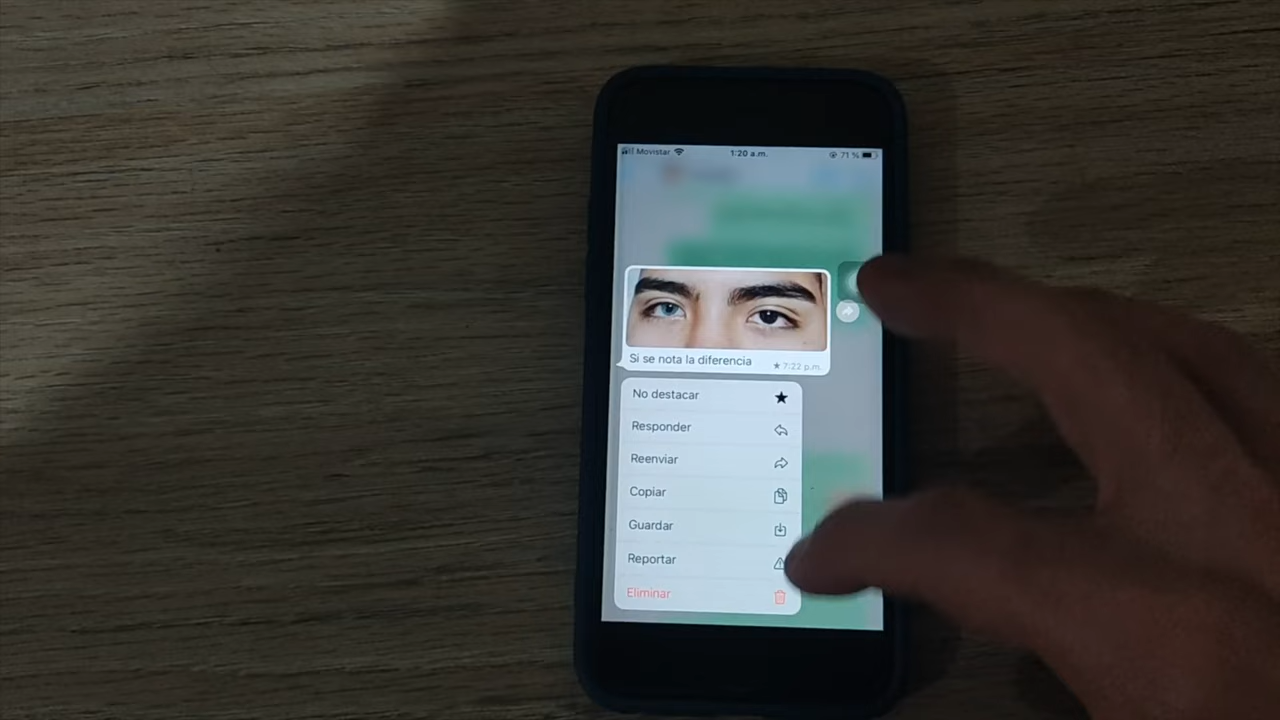 Movistar 1:20 a.m. 71 %
Si se nota la diferencia
★ 7:22 p.m.
No destacar
Responder
Reenviar
Copiar
Guardar
Reportar
Eliminar